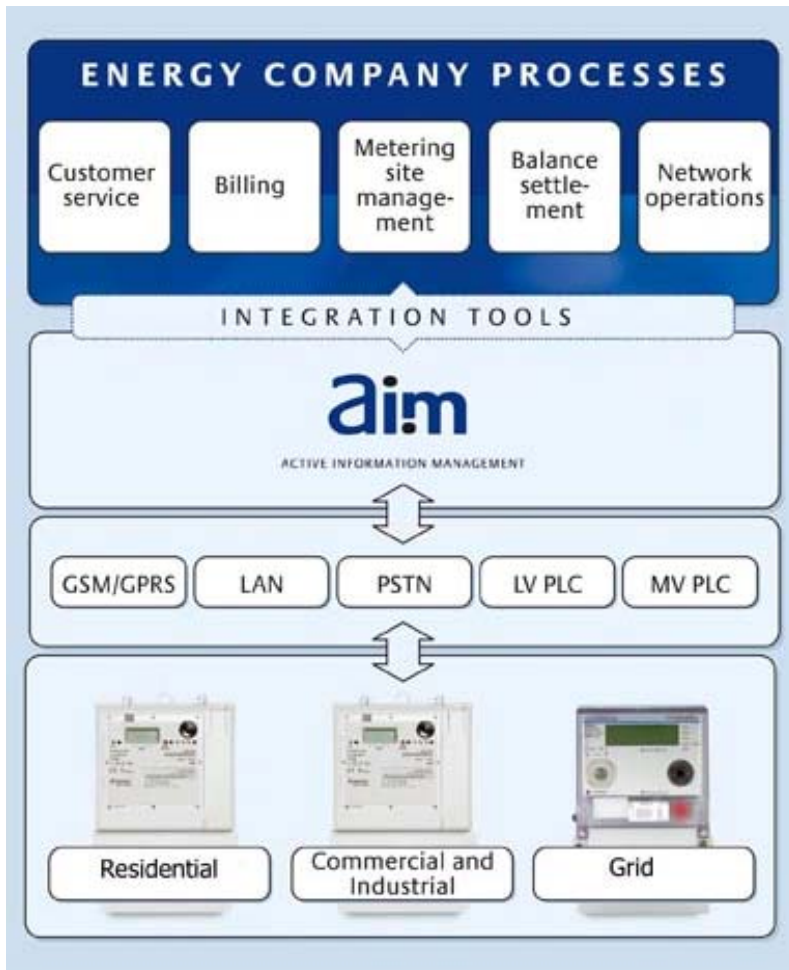 ENERGY COMPANY PROCESSES
Customer
service
Billing
Metering
site
manage-
ment
Balance
settle-
ment
Network
operations
INTEGRATION TOOLS
aim
ACTIVE INFORMATION MANAGEMENT
GSM/GPRS
LAN
PSTN
LV PLC
MV PLC
Residential
Commercial and
Industrial
Grid